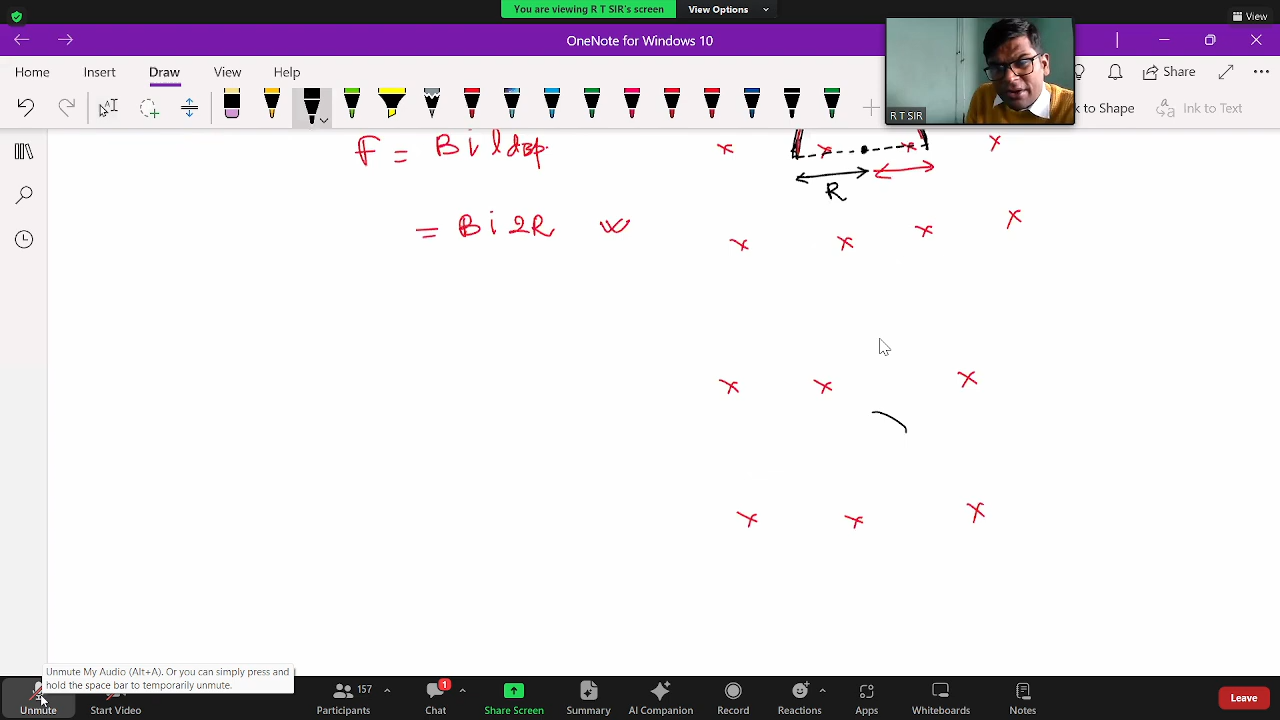 You are viewing R T SIR's screen View Options
View
OneNote for Windows 10
Home Insert Draw View Help
Share
to Shape
Ink to Text
R T SIR
F = B i l disp.
= B i 2R
R
x x x x
x x x x
x x x
x x x
Unmute My Audio (Alt+A). Or you can simply press and
hold the space bar to temporarily unmute.
157
1
Unmute Start Video Participants Chat Share Screen Summary AI Companion Record Reactions Apps Whiteboards Notes Leave